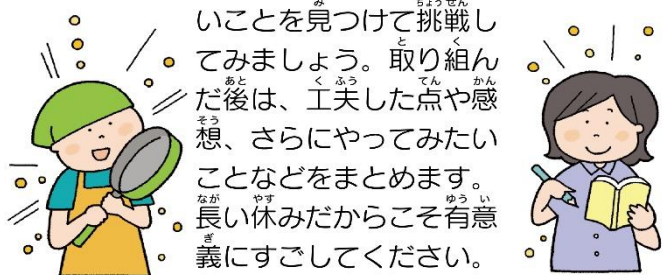 いことを見つけて挑戦し
てみましょう。取り組ん
だ後は、工夫した点や感
想、さらにやってみたい
ことなどをまとめます。
長い休みだからこそ有意
義にすごしてください。